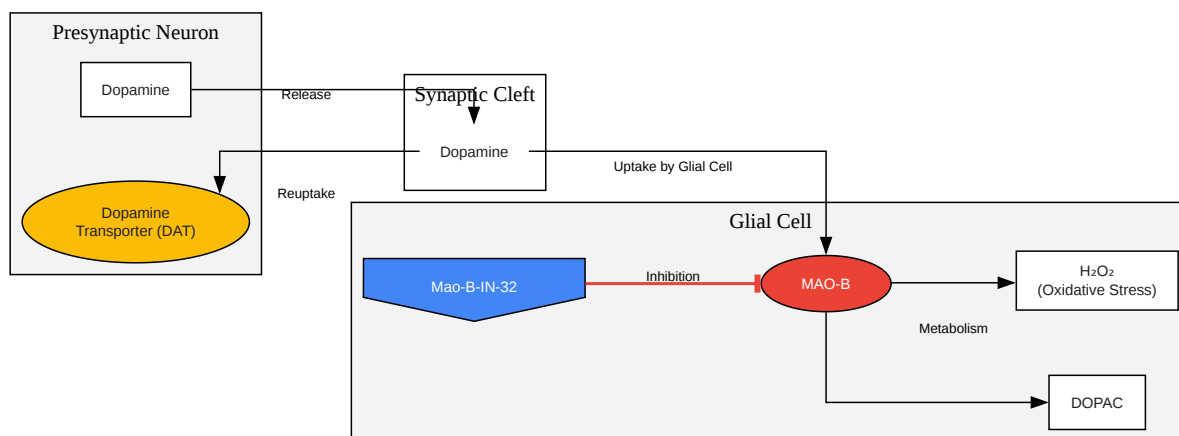 Presynaptic Neuron
Dopamine
Release
Synaptic Cleft
Dopamine
Reuptake
Uptake by Glial Cell
Dopamine
Transporter (DAT)
Glial Cell
Mao-B-IN-32
Inhibition
MAO-B
H₂O₂
(Oxidative Stress)
Metabolism
DOPAC